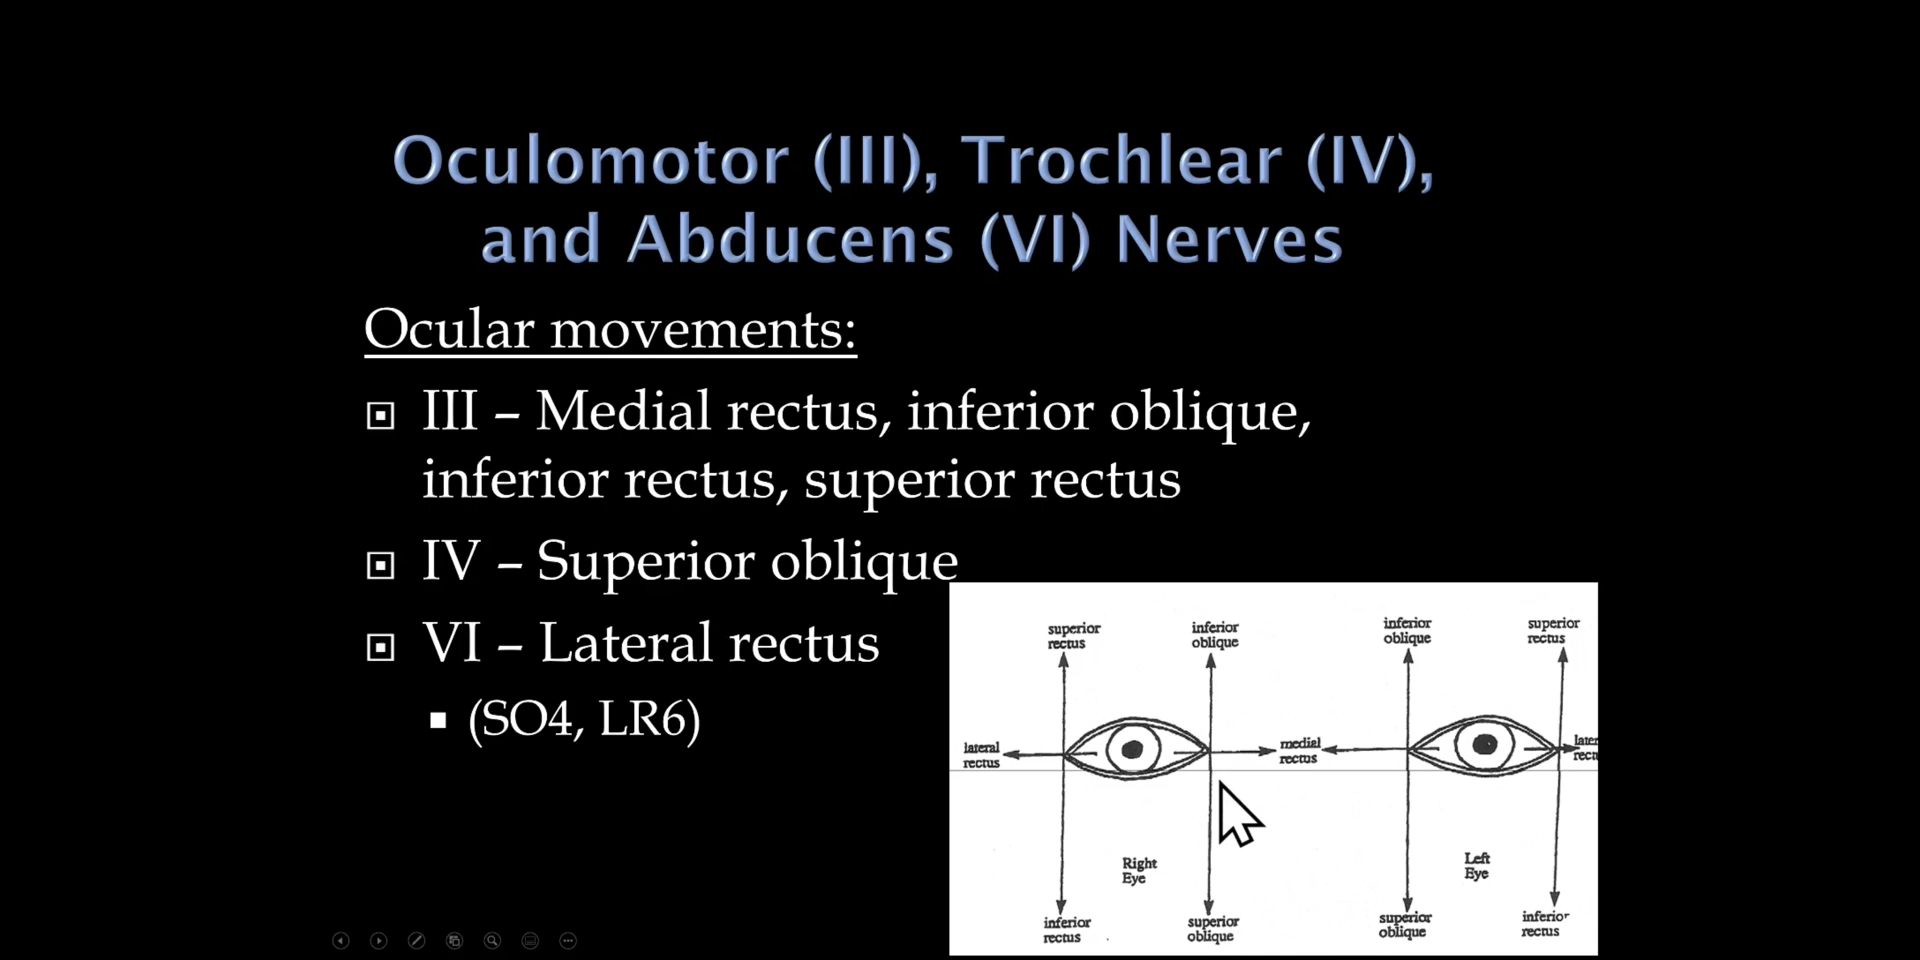 Oculomotor (III), Trochlear (IV),
and Abducens (VI) Nerves
Ocular movements:
III – Medial rectus, inferior oblique,
inferior rectus, superior rectus
IV – Superior oblique
VI – Lateral rectus
(SO4, LR6)
superior
rectus
inferior
oblique
inferior
oblique
superior
rectus
lateral
rectus
medial
rectus
later
rectu
Right
Eye
Left
Eye
inferior
rectus
superior
oblique
superior
oblique
inferior
rectus